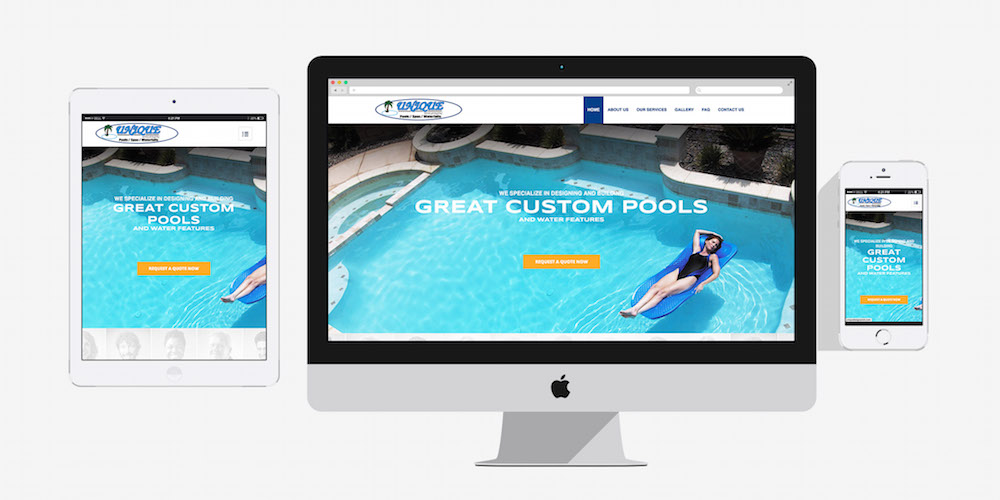 9:21 PM
UNIQUE
Pools / Spas / Waterfalls
WE SPECIALIZE IN DESIGNING AND BUILDING
GREAT CUSTOM
POOLS
AND WATER FEATURES
REQUEST A QUOTE NOW
UNIQUE
Pools / Spas / Waterfalls
HOME
ABOUT US
OUR SERVICES
GALLERY
FAQ
CONTACT US
WE SPECIALIZE IN DESIGNING AND BUILDING
GREAT CUSTOM POOLS
AND WATER FEATURES
REQUEST A QUOTE NOW
UNIQUE
WE SPECIALIZE IN DESIGNING AND
BUILDING
GREAT
CUSTOM
POOLS
AND WATER FEATURES
REQUEST A QUOTE NOW